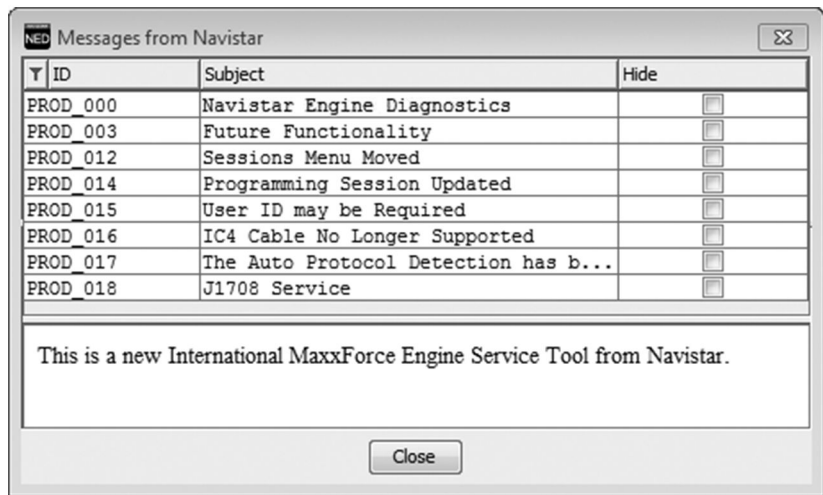 NED Messages from Navistar
ID Subject Hide
PROD_000 Navistar Engine Diagnostics
PROD_003 Future Functionality
PROD_012 Sessions Menu Moved
PROD_014 Programming Session Updated
PROD_015 User ID may be Required
PROD_016 IC4 Cable No Longer Supported
PROD_017 The Auto Protocol Detection has b...
PROD_018 J1708 Service
This is a new International MaxxForce Engine Service Tool from Navistar.
Close